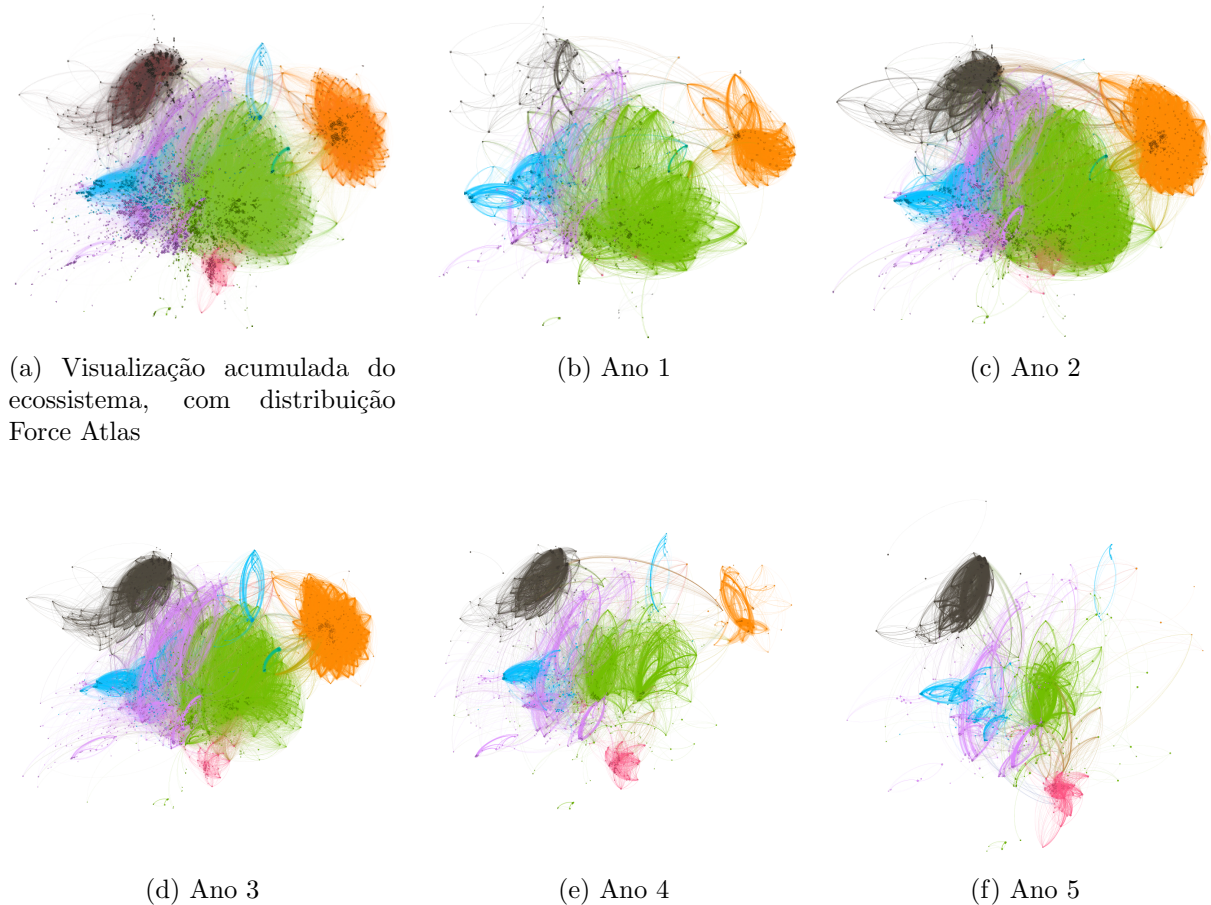 (a) Visualização acumulada do
ecossistema, com distribuição
Force Atlas
(b) Ano 1
(c) Ano 2
(d) Ano 3
(e) Ano 4
(f) Ano 5